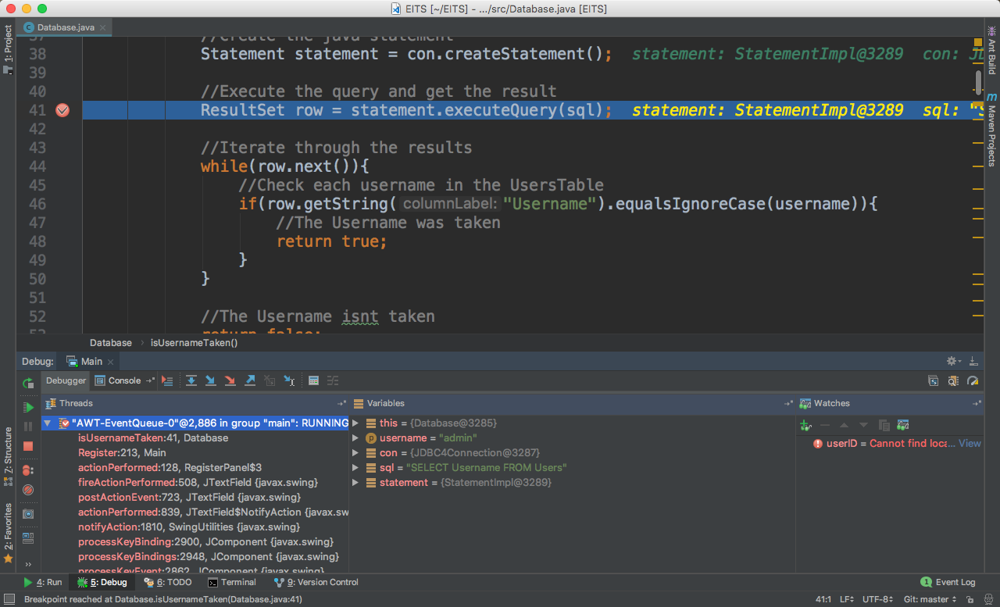 EITS [~/EITS] - .../src/Database.java [EITS]
Database.java
1: Project
Z: Structure
2: Favorites
Ant Build
Maven Projects
37 //Create the java statement
38 Statement statement = con.createStatement(); statement: StatementImpl@3289 con: JD
39
40 //Execute the query and get the result
41 ResultSet row = statement.executeQuery(sql); statement: StatementImpl@3289 sql: "S
42
43 //Iterate through the results
44 while(row.next()){
45 //Check each username in the UsersTable
46 if(row.getString( columnLabel: "Username").equalsIgnoreCase(username)){
47 //The Username was taken
48 return true;
49 }
50 }
51
52 //The Username isnt taken
53 return false;
Database › isUsernameTaken()
Debug: Main
Debugger Console
Threads
"AWT-EventQueue-0"@2,886 in group "main": RUNNING
isUsernameTaken:41, Database
Register:213, Main
actionPerformed:128, RegisterPanel$3
fireActionPerformed:508, JTextField {javax.swing}
postActionEvent:723, JTextField {javax.swing}
actionPerformed:839, JTextField$NotifyAction {javax.sw
notifyAction:1810, SwingUtilities {javax.swing}
processKeyBinding:2900, JComponent {javax.swing}
processKeyBindings:2948, JComponent {javax.swing}
processKeyEvent:2862, JComponent {javax.swing}
Variables
this = {Database@3285}
p username = "admin"
con = {JDBC4Connection@3287}
sql = "SELECT Username FROM Users"
statement = {StatementImpl@3289}
Watches
userID = Cannot find loca... View
4: Run 5: Debug 6: TODO Terminal 9: Version Control 1 Event Log
Breakpoint reached at Database.isUsernameTaken(Database.java:41) 41:1 LF UTF-8 Git: master